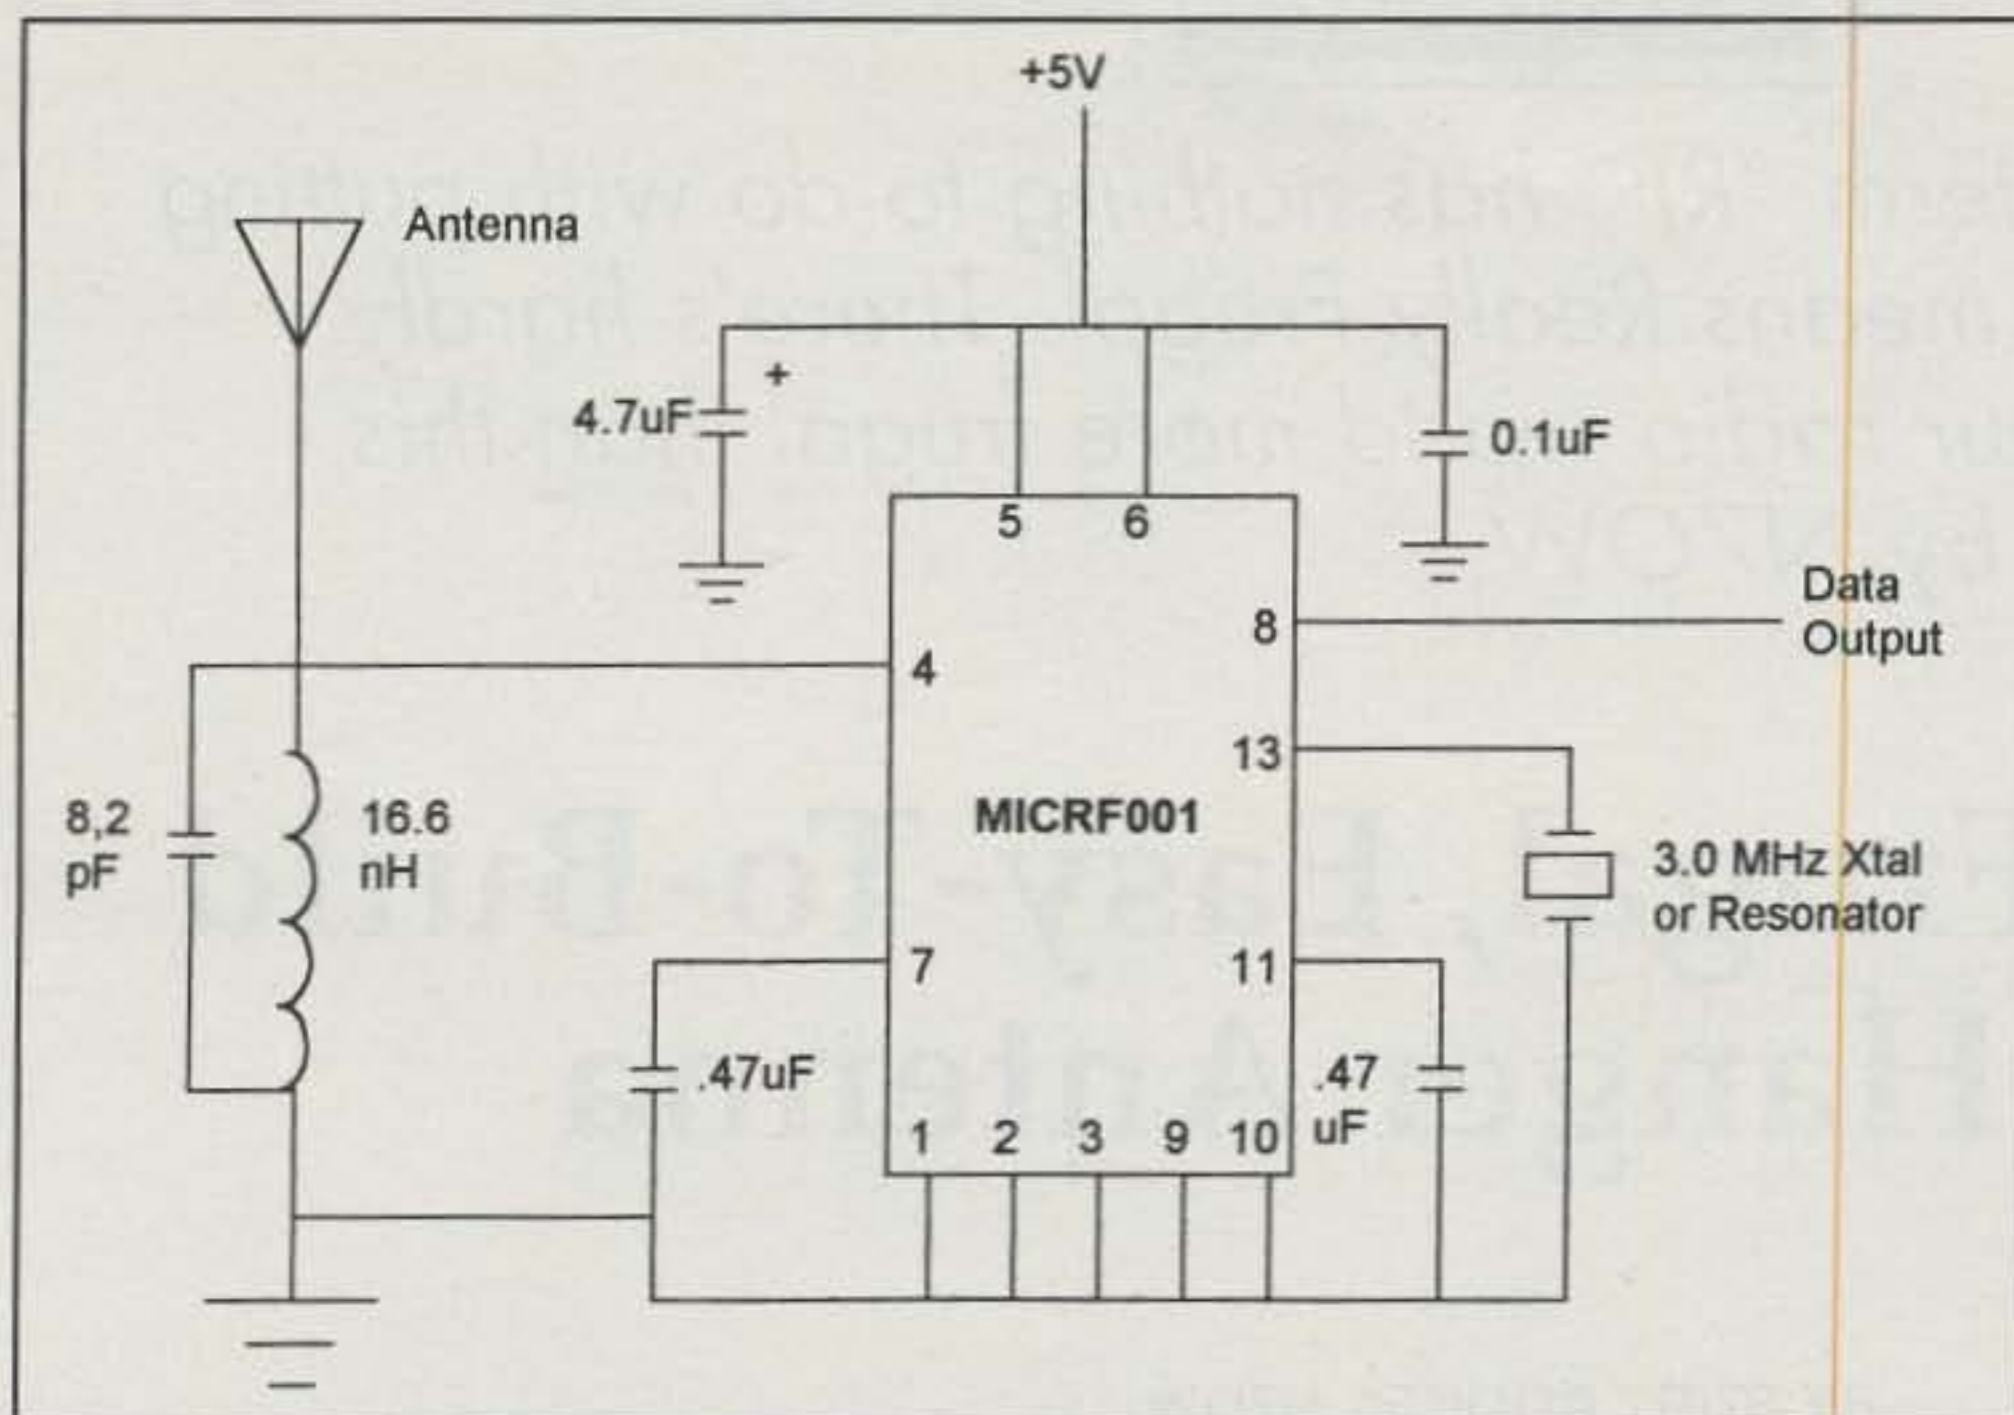 +5V
Antenna
+
4.7uF
0.1uF
5 6
Data
Output
8
4
13
8,2
pF
16.6
nH
MICRF001
3.0 MHz Xtal
or Resonator
7
11
.47uF
.47
uF
1 2 3 9 10